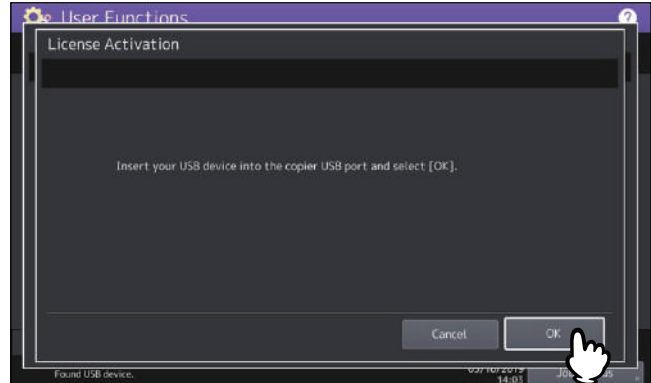 User Functions
?
License Activation
Insert your USB device into the copier USB port and select [OK].
Cancel
OK
Found USB device.
14:03